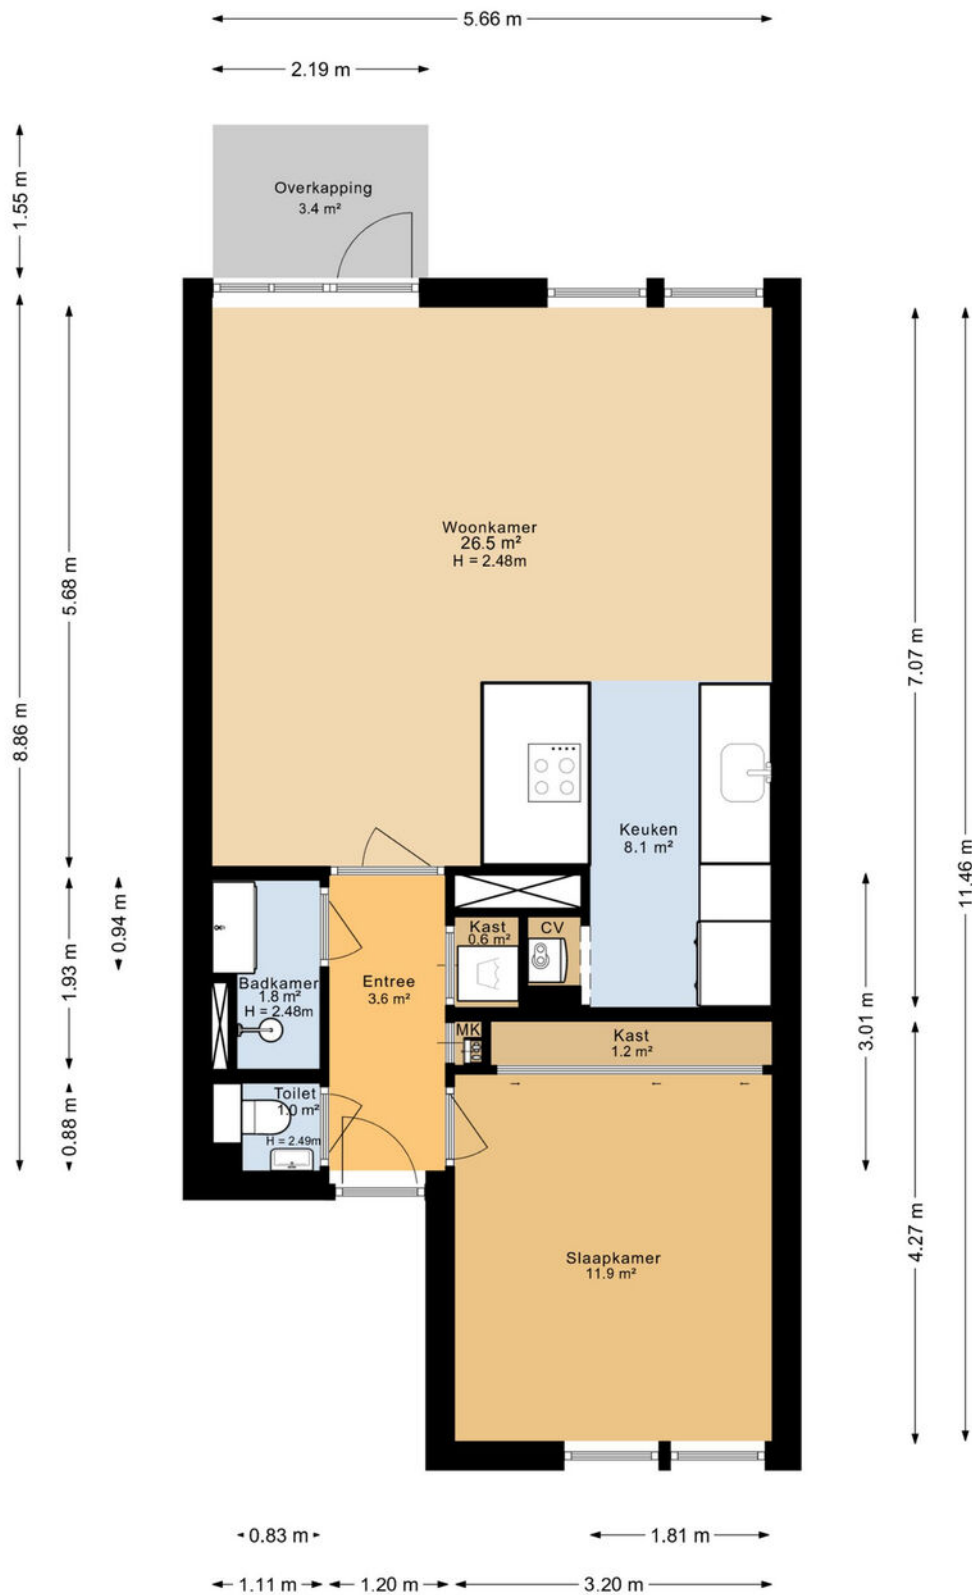 5.66 m
2.19 m
1.55 m
Overkapping
3.4 m²
8.86 m
5.68 m
Woonkamer
26.5 m²
H = 2.48m
7.07 m
11.46 m
Keuken
8.1 m²
0.94 m
1.93 m
Kast
0.6 m²
CV
Badkamer
1.8 m²
H = 2.48m
Entree
3.6 m²
3.01 m
MK
Kast
1.2 m²
0.88 m
Toilet
1.0 m²
H = 2.49m
4.27 m
Slaapkamer
11.9 m²
0.83 m
1.81 m
1.11 m
1.20 m
3.20 m